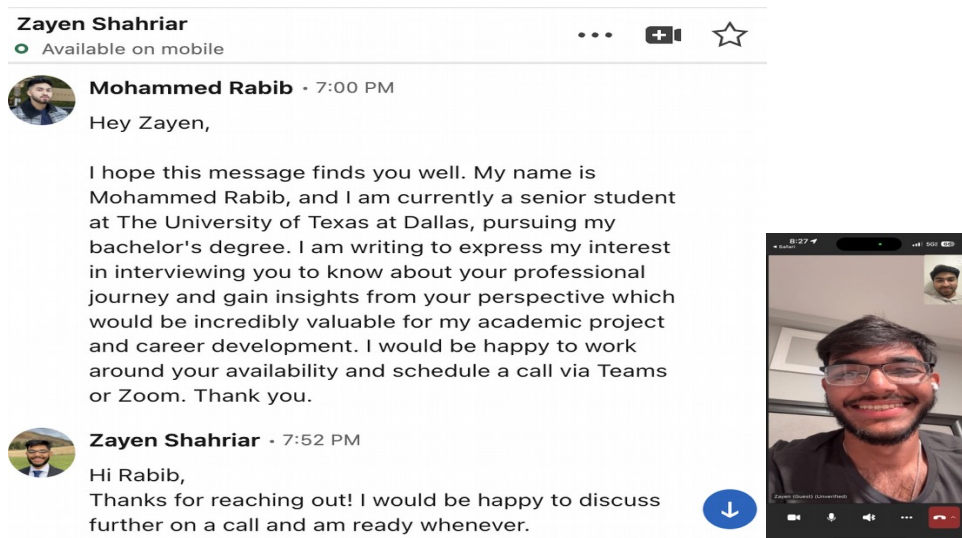 Zayen Shahriar
Available on mobile
Mohammed Rabib • 7:00 PM
Hey Zayen,
I hope this message finds you well. My name is
Mohammed Rabib, and I am currently a senior student
at The University of Texas at Dallas, pursuing my
bachelor's degree. I am writing to express my interest
in interviewing you to know about your professional
journey and gain insights from your perspective which
would be incredibly valuable for my academic project
and career development. I would be happy to work
around your availability and schedule a call via Teams
or Zoom. Thank you.
Zayen Shahriar • 7:52 PM
Hi Rabib,
Thanks for reaching out! I would be happy to discuss
further on a call and am ready whenever.
8:27
Safari
Zayen (Guest) (Unverified)